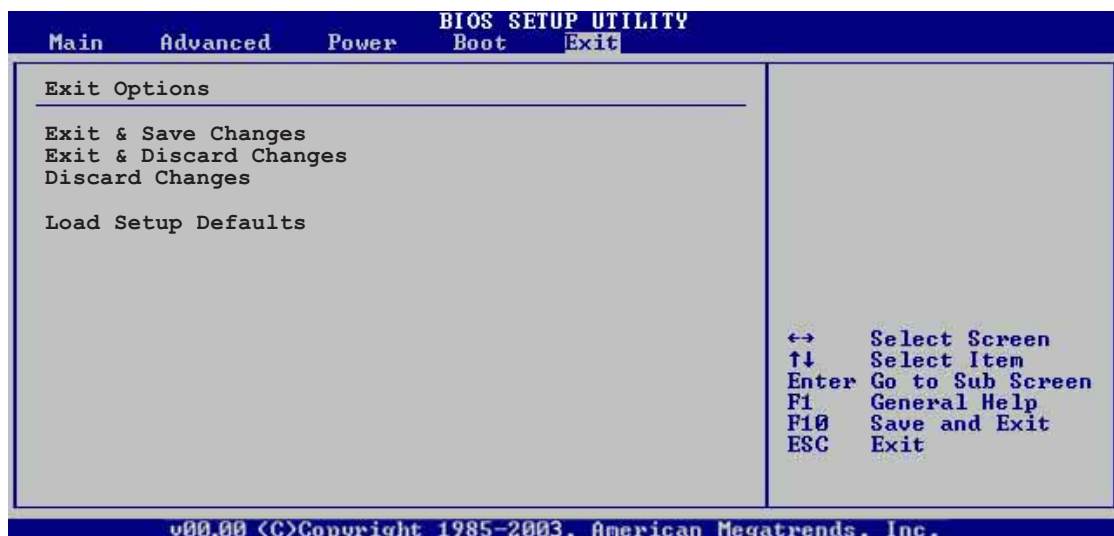 BIOS SETUP UTILITY
Main Advanced Power Boot Exit
Exit Options
Exit & Save Changes
Exit & Discard Changes
Discard Changes
Load Setup Defaults
←→ Select Screen
↑↓ Select Item
Enter Go to Sub Screen
F1 General Help
F10 Save and Exit
ESC Exit
v00.00 (C)Copyright 1985-2003, American Megatrends, Inc.